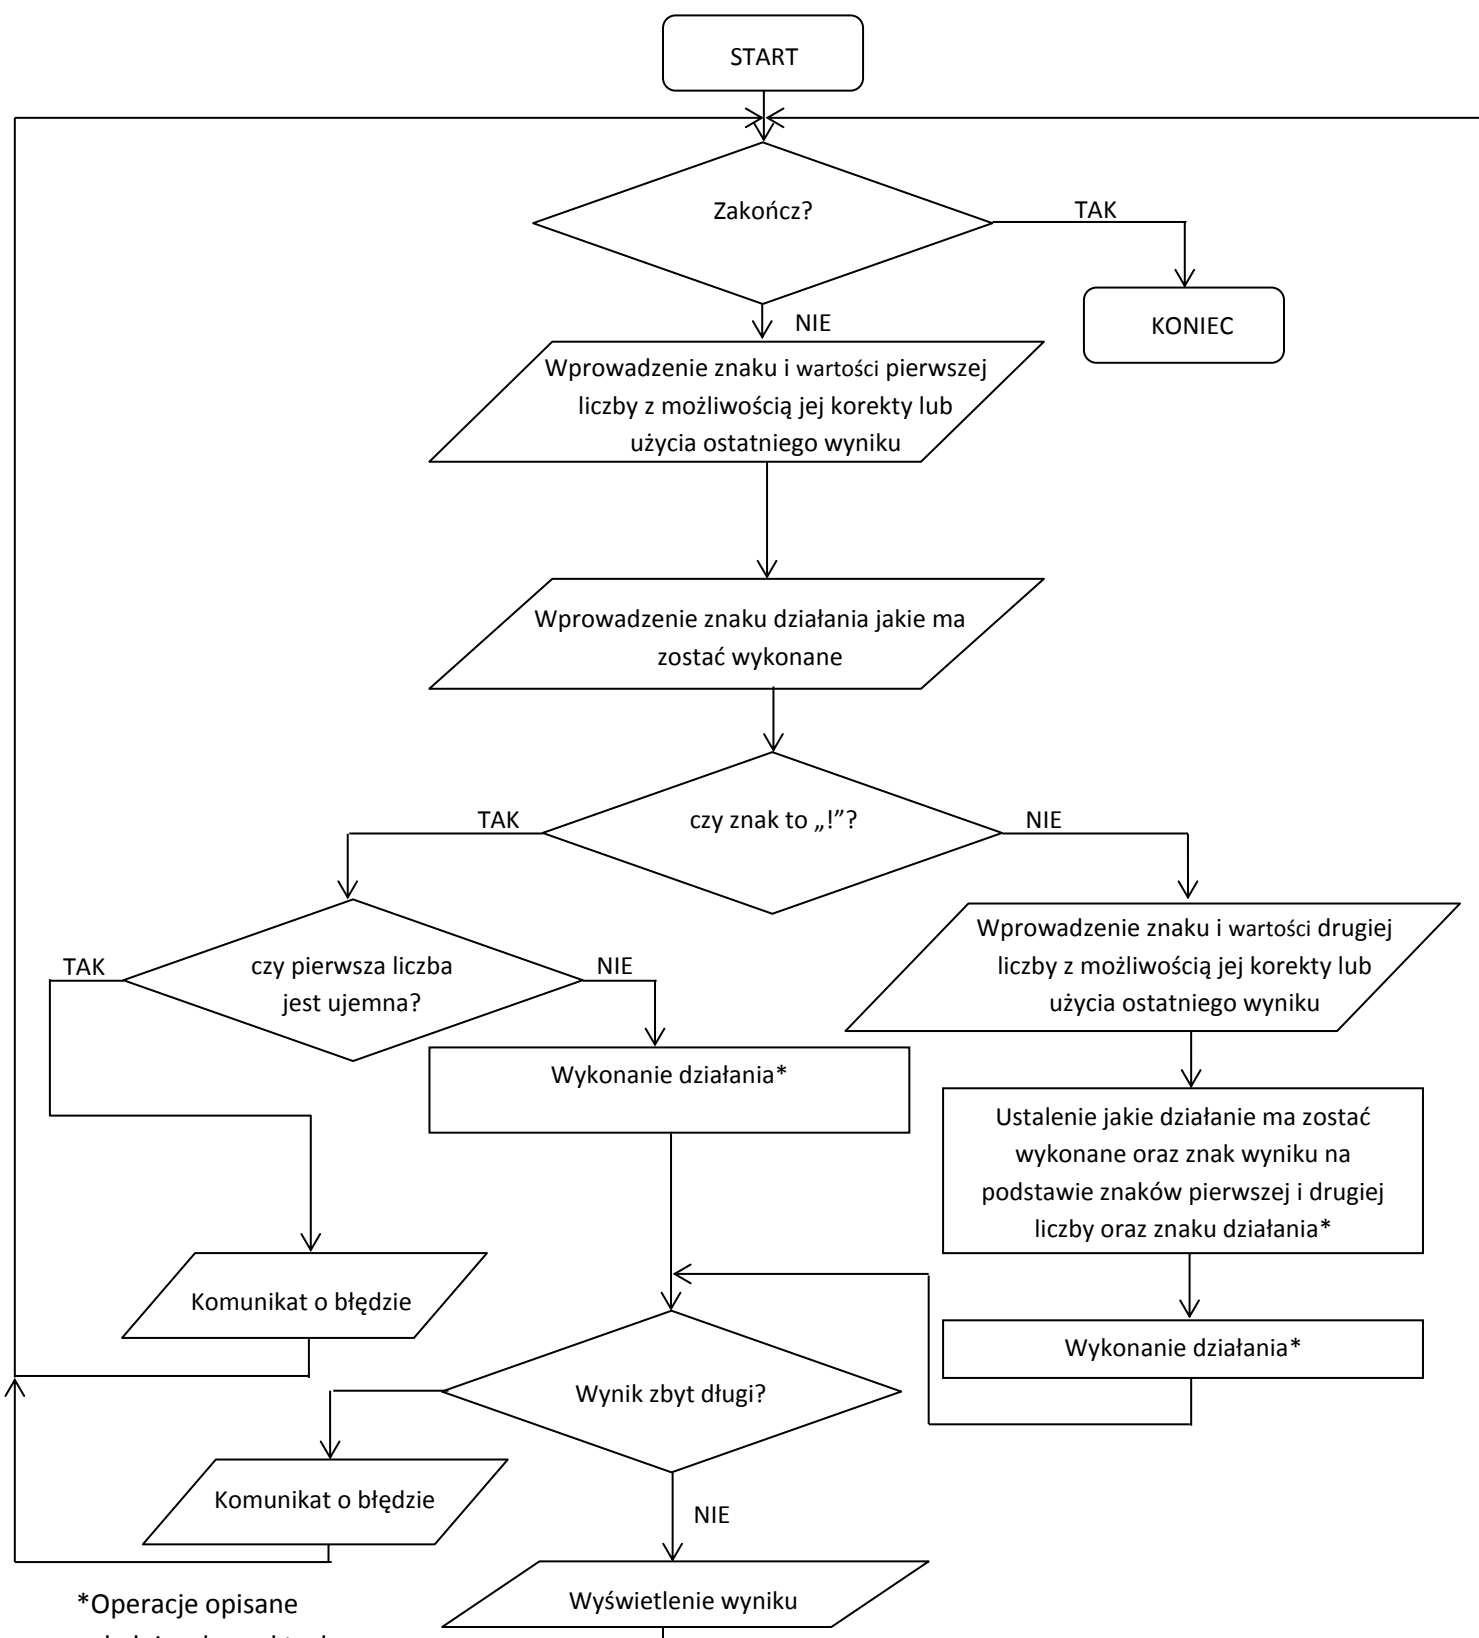 START
Zakończ?
TAK
KONIEC
NIE
Wprowadzenie znaku i wartości pierwszej
liczby z możliwością jej korekty lub
użycia ostatniego wyniku
Wprowadzenie znaku działania jakie ma
zostać wykonane
TAK
czy znak to „!”?
NIE
TAK
czy pierwsza liczba
jest ujemna?
NIE
Wprowadzenie znaku i wartości drugiej
liczby z możliwością jej korekty lub
użycia ostatniego wyniku
Wykonanie działania*
Ustalenie jakie działanie ma zostać
wykonane oraz znak wyniku na
podstawie znaków pierwszej i drugiej
liczby oraz znaku działania*
Komunikat o błędzie
Wykonanie działania*
Wynik zbyt długi?
Komunikat o błędzie
NIE
Wyświetlenie wyniku
*Operacje opisane